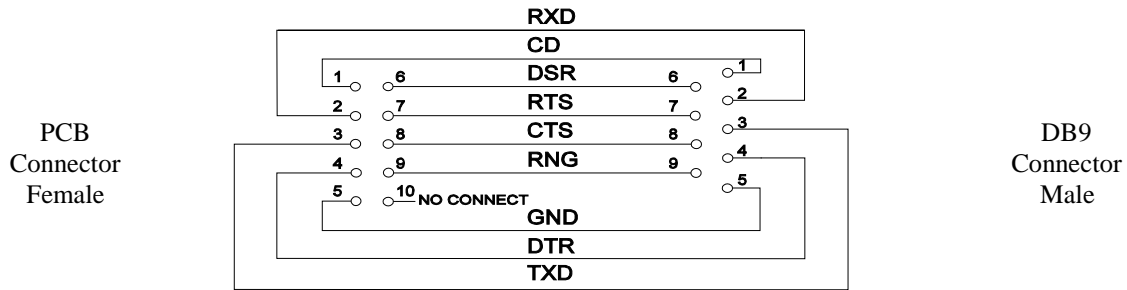 RXD
CD
1
1 6 DSR 6
2
2 7 RTS 7
3
3 8 CTS 8
4
4 9 RNG 9
5
5 10 NO CONNECT
GND
DTR
TXD
PCB
Connector
Female
DB9
Connector
Male